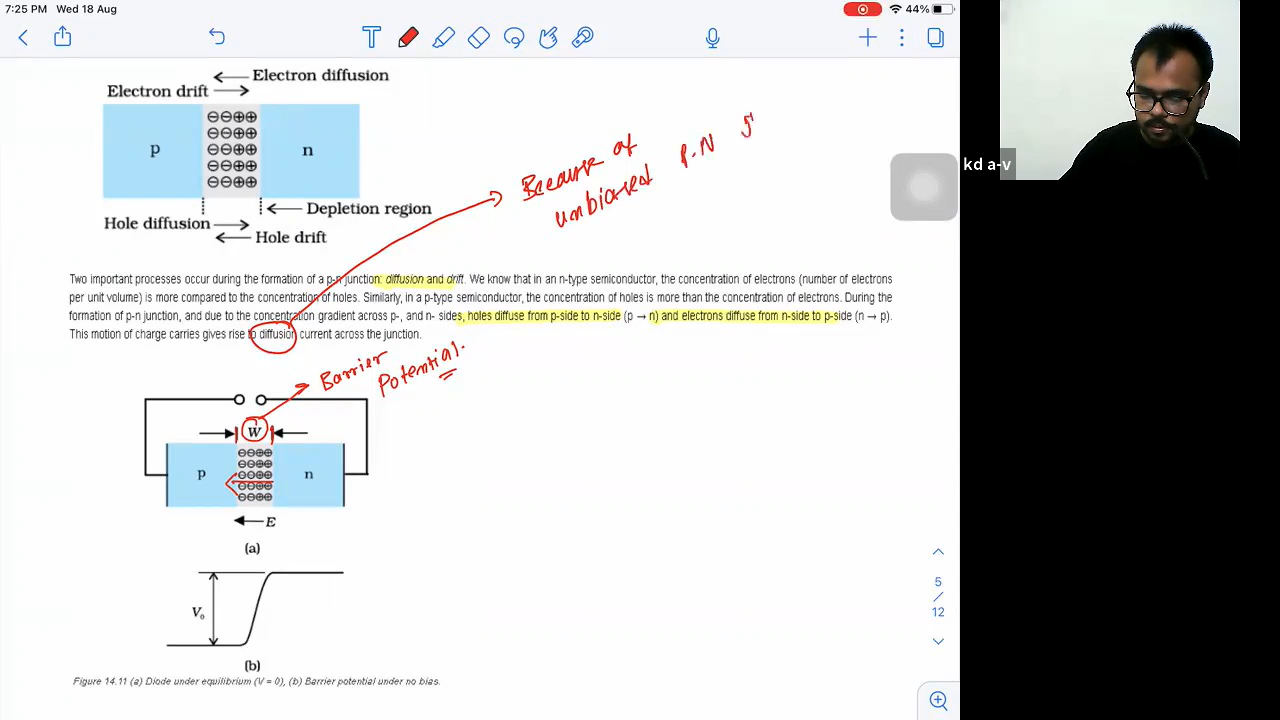 7:25 PM Wed 18 Aug
44%
T
Electron diffusion
Electron drift
⊖⊖⊕⊕
⊖⊖⊕⊕
p ⊖⊖⊕⊕ n
⊖⊖⊕⊕
⊖⊖⊕⊕
Depletion region
Hole diffusion
Hole drift
Because of
unbiased P-N
kd a-v
Two important processes occur during the formation of a p-n junction: diffusion and drift. We know that in an n-type semiconductor, the concentration of electrons (number of electrons
per unit volume) is more compared to the concentration of holes. Similarly, in a p-type semiconductor, the concentration of holes is more than the concentration of electrons. During the
formation of p-n junction, and due to the concentration gradient across p-, and n- sides, holes diffuse from p-side to n-side (p → n) and electrons diffuse from n-side to p-side (n → p).
This motion of charge carries gives rise to diffusion current across the junction.
Barrier
Potential.
W
⊖⊖⊕⊕
⊖⊖⊕⊕
p ⊖⊖⊕⊕ n
⊖⊖⊕⊕
⊖⊖⊕⊕
E
(a)
V₀
(b)
Figure 14.11 (a) Diode under equilibrium (V = 0), (b) Barrier potential under no bias.
5
/
12